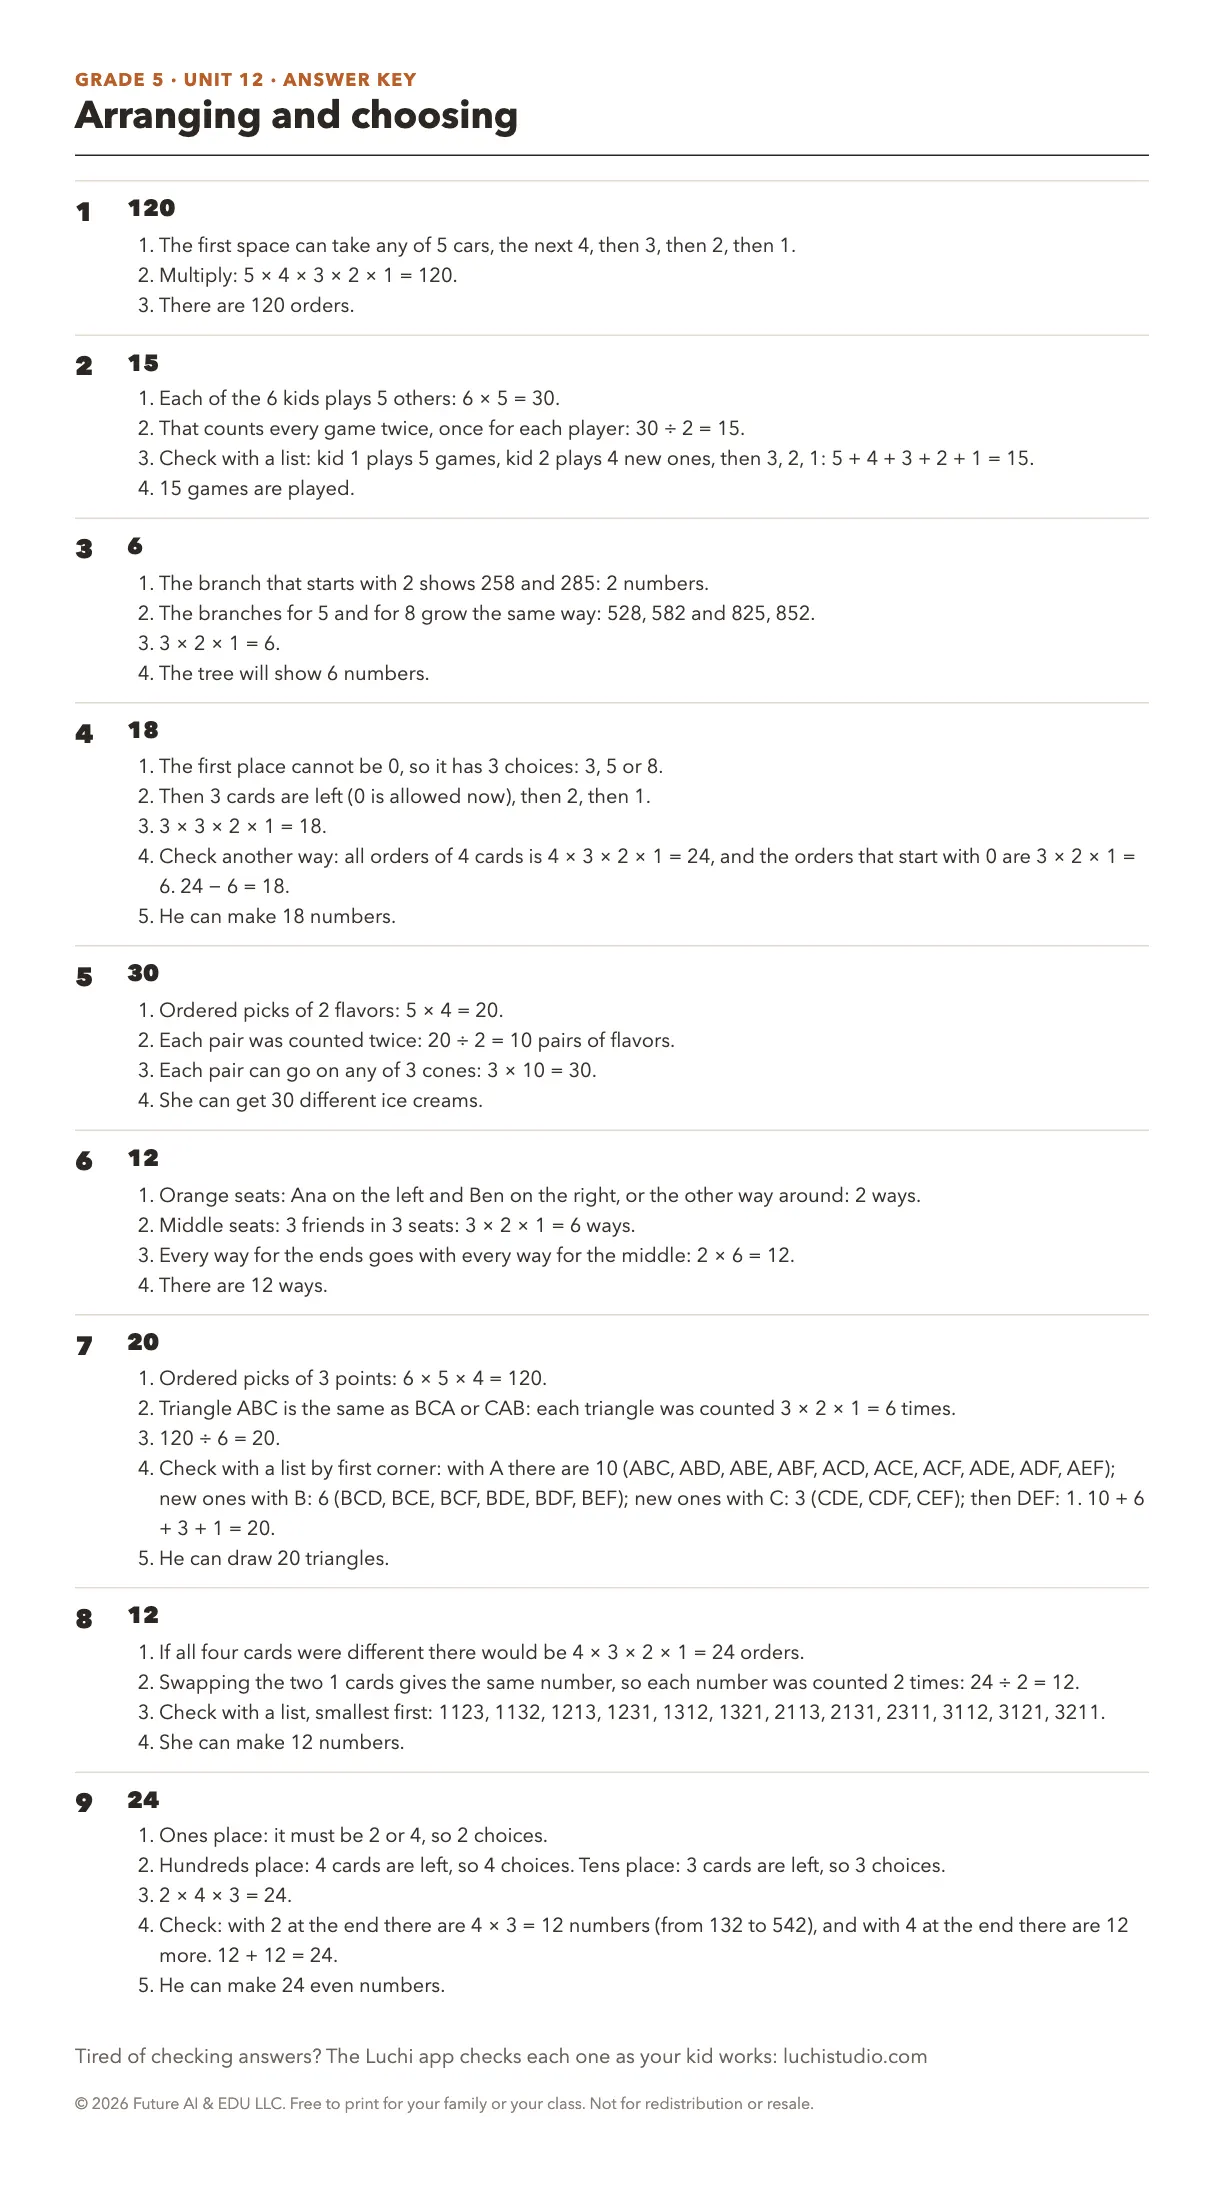 GRADE 5 · UNIT 12 · ANSWER KEY
Arranging and choosing
1 120
1. The first space can take any of 5 cars, the next 4, then 3, then 2, then 1.
2. Multiply: 5 × 4 × 3 × 2 × 1 = 120.
3. There are 120 orders.
2 15
1. Each of the 6 kids plays 5 others: 6 × 5 = 30.
2. That counts every game twice, once for each player: 30 ÷ 2 = 15.
3. Check with a list: kid 1 plays 5 games, kid 2 plays 4 new ones, then 3, 2, 1: 5 + 4 + 3 + 2 + 1 = 15.
4. 15 games are played.
3 6
1. The branch that starts with 2 shows 258 and 285: 2 numbers.
2. The branches for 5 and for 8 grow the same way: 528, 582 and 825, 852.
3. 3 × 2 × 1 = 6.
4. The tree will show 6 numbers.
4 18
1. The first place cannot be 0, so it has 3 choices: 3, 5 or 8.
2. Then 3 cards are left (0 is allowed now), then 2, then 1.
3. 3 × 3 × 2 × 1 = 18.
4. Check another way: all orders of 4 cards is 4 × 3 × 2 × 1 = 24, and the orders that start with 0 are 3 × 2 × 1 =
6. 24 − 6 = 18.
5. He can make 18 numbers.
5 30
1. Ordered picks of 2 flavors: 5 × 4 = 20.
2. Each pair was counted twice: 20 ÷ 2 = 10 pairs of flavors.
3. Each pair can go on any of 3 cones: 3 × 10 = 30.
4. She can get 30 different ice creams.
6 12
1. Orange seats: Ana on the left and Ben on the right, or the other way around: 2 ways.
2. Middle seats: 3 friends in 3 seats: 3 × 2 × 1 = 6 ways.
3. Every way for the ends goes with every way for the middle: 2 × 6 = 12.
4. There are 12 ways.
7 20
1. Ordered picks of 3 points: 6 × 5 × 4 = 120.
2. Triangle ABC is the same as BCA or CAB: each triangle was counted 3 × 2 × 1 = 6 times.
3. 120 ÷ 6 = 20.
4. Check with a list by first corner: with A there are 10 (ABC, ABD, ABE, ABF, ACD, ACE, ACF, ADE, ADF, AEF);
new ones with B: 6 (BCD, BCE, BCF, BDE, BDF, BEF); new ones with C: 3 (CDE, CDF, CEF); then DEF: 1. 10 + 6
+ 3 + 1 = 20.
5. He can draw 20 triangles.
8 12
1. If all four cards were different there would be 4 × 3 × 2 × 1 = 24 orders.
2. Swapping the two 1 cards gives the same number, so each number was counted 2 times: 24 ÷ 2 = 12.
3. Check with a list, smallest first: 1123, 1132, 1213, 1231, 1312, 1321, 2113, 2131, 2311, 3112, 3121, 3211.
4. She can make 12 numbers.
9 24
1. Ones place: it must be 2 or 4, so 2 choices.
2. Hundreds place: 4 cards are left, so 4 choices. Tens place: 3 cards are left, so 3 choices.
3. 2 × 4 × 3 = 24.
4. Check: with 2 at the end there are 4 × 3 = 12 numbers (from 132 to 542), and with 4 at the end there are 12
more. 12 + 12 = 24.
5. He can make 24 even numbers.
Tired of checking answers? The Luchi app checks each one as your kid works: luchistudio.com
© 2026 Future AI & EDU LLC. Free to print for your family or your class. Not for redistribution or resale.